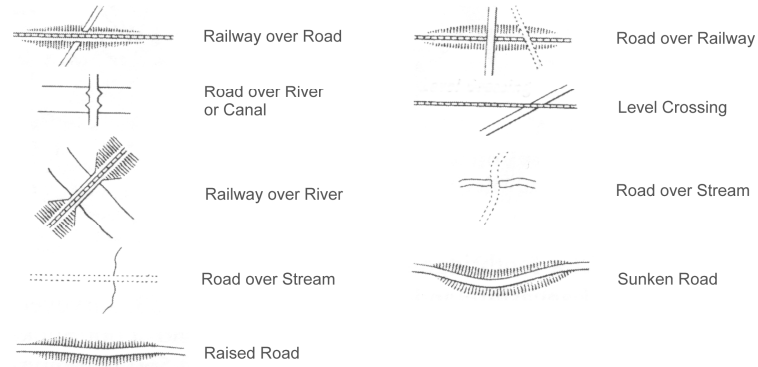 Railway over Road
Road over Railway
Road over River
or Canal
Level Crossing
Railway over River
Road over Stream
Road over Stream
Sunken Road
Raised Road